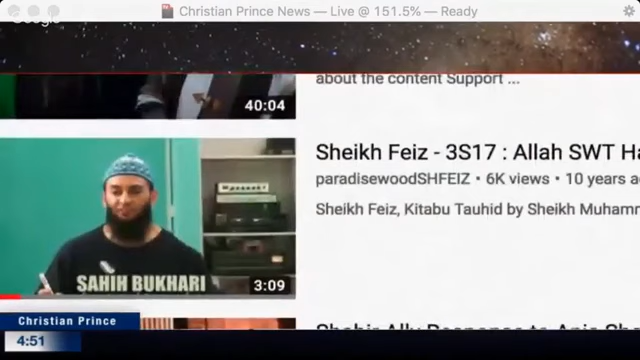 Christian Prince News — Live @ 151.5% — Ready
Google
about the content Support ...
40:04
Sheikh Feiz - 3S17 : Allah SWT Ha
paradisewoodSHFEIZ • 6K views • 10 years a
Sheikh Feiz, Kitabu Tauhid by Sheikh Muhamm
SAHIH BUKHARI
3:09
Christian Prince
4:51